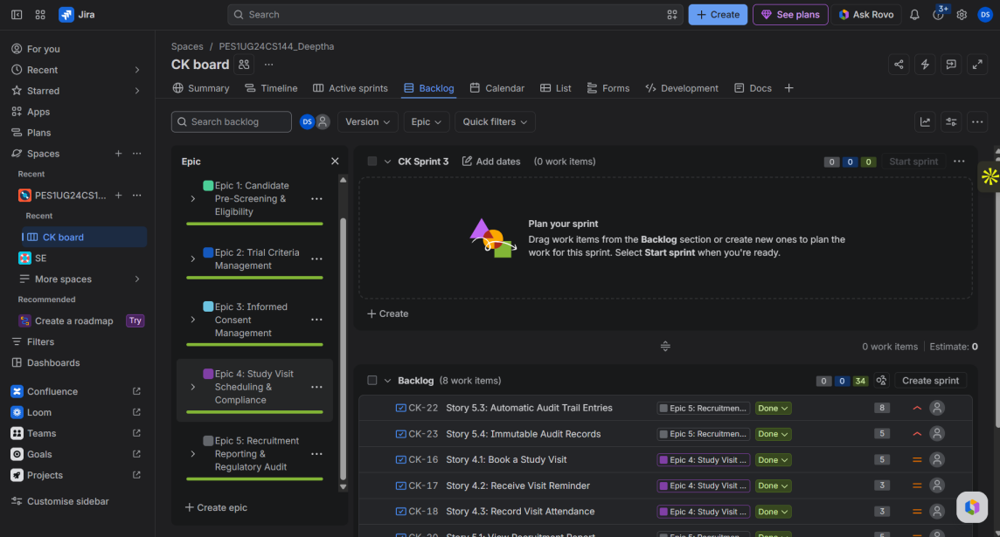 Jira
Search
+ Create
See plans
Ask Rovo
3+
DS
For you
Recent
Starred
Apps
Plans
Spaces
Recent
PES1UG24CS1...
Recent
CK board
SE
More spaces
Recommended
Create a roadmap
Try
Filters
Dashboards
Confluence
Loom
Teams
Goals
Projects
Customise sidebar
Spaces / PES1UG24CS144_Deeptha
CK board
Summary
Timeline
Active sprints
Backlog
Calendar
List
Forms
Development
Docs
Search backlog
DS
Version
Epic
Quick filters
Epic
Epic 1: Candidate
Pre-Screening &
Eligibility
Epic 2: Trial Criteria
Management
Epic 3: Informed
Consent
Management
Epic 4: Study Visit
Scheduling &
Compliance
Epic 5: Recruitment
Reporting &
Regulatory Audit
+ Create epic
CK Sprint 3 Add dates (0 work items) 0 0 0 Start sprint
Plan your sprint
Drag work items from the Backlog section or create new ones to plan the
work for this sprint. Select Start sprint when you're ready.
+ Create
0 work items Estimate: 0
Backlog (8 work items) 0 0 34 Create sprint
CK-22 Story 5.3: Automatic Audit Trail Entries Epic 5: Recruitmen... Done 8
CK-23 Story 5.4: Immutable Audit Records Epic 5: Recruitmen... Done 5
CK-16 Story 4.1: Book a Study Visit Epic 4: Study Visit ... Done 5
CK-17 Story 4.2: Receive Visit Reminder Epic 4: Study Visit ... Done 3
CK-18 Story 4.3: Record Visit Attendance Epic 4: Study Visit ... Done 3
CK-20 Story 5.1: View Recruitment Report Epic 5: Recruitmen... Done